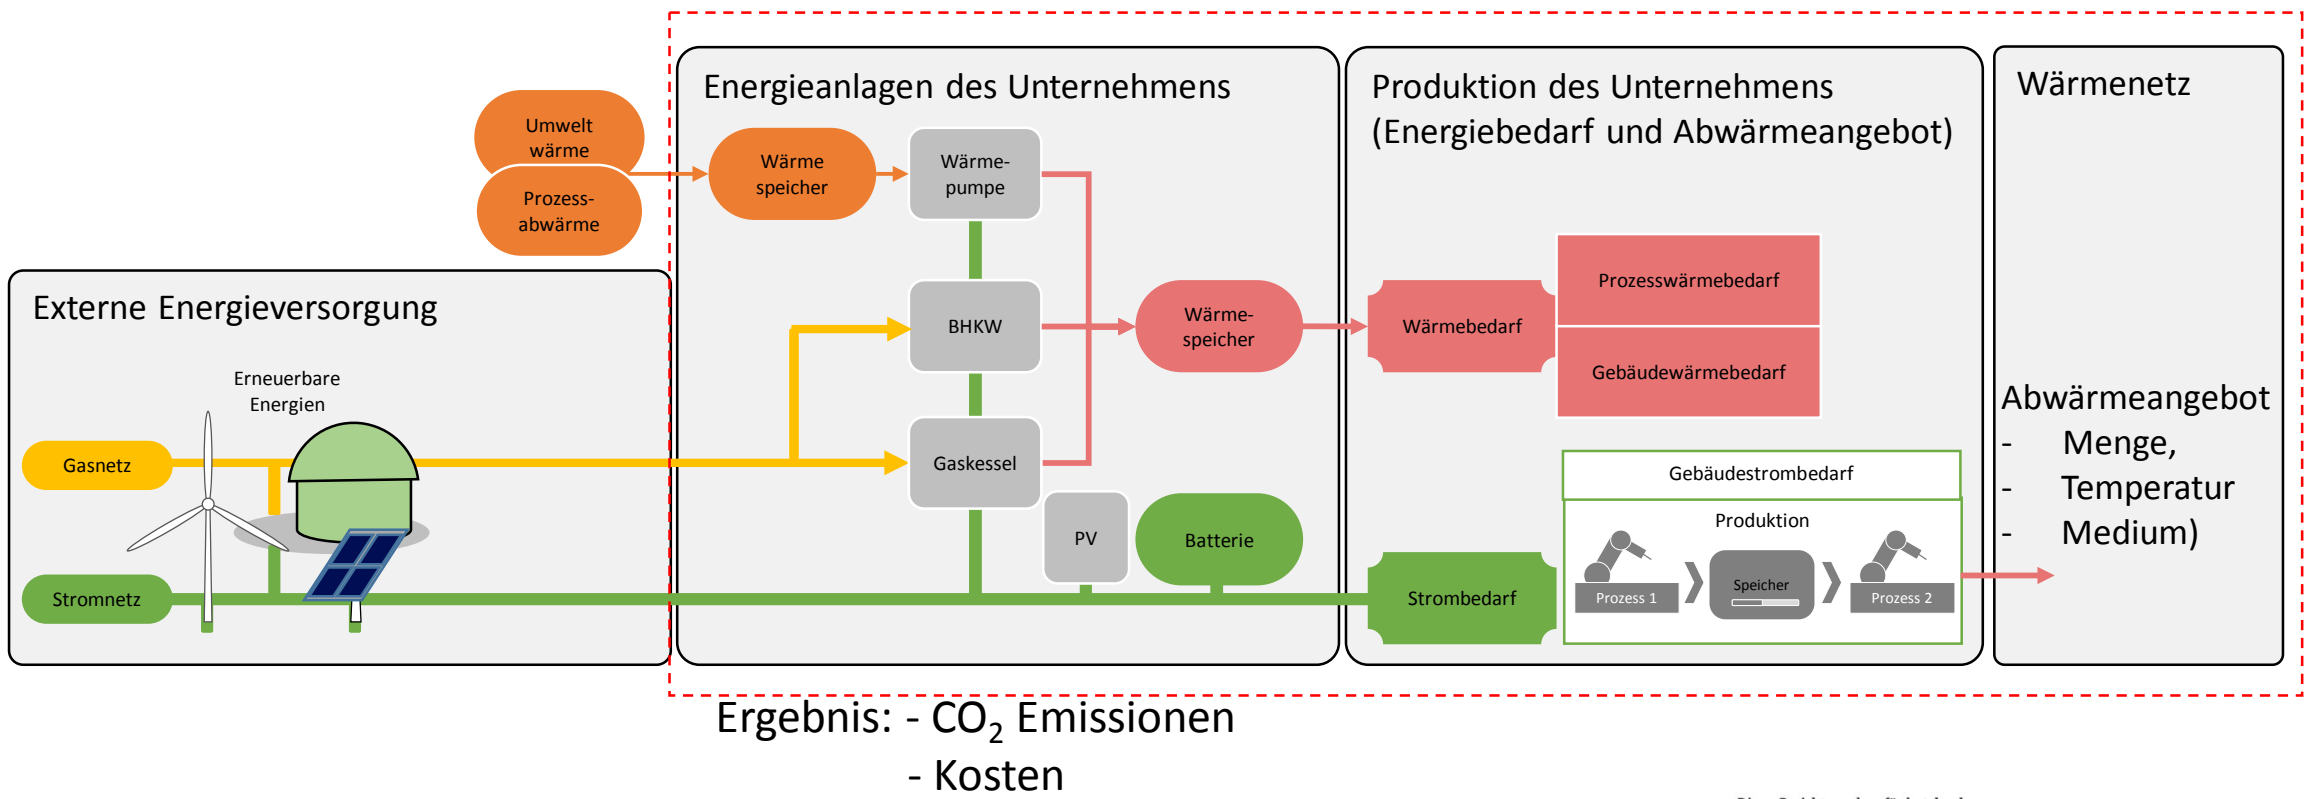 Energieanlagen des Unternehmens
Produktion des Unternehmens
(Energiebedarf und Abwärmeangebot)
Wärmenetz
Umwelt
wärme
Prozess-
abwärme
Wärme
speicher
Wärme-
pumpe
Externe Energieversorgung
Erneuerbare
Energien
Gasnetz
Stromnetz
BHKW
Gaskessel
PV
Batterie
Wärme-
speicher
Wärmebedarf
Prozesswärmebedarf
Gebäudewärmebedarf
Strombedarf
Gebäudestrombedarf
Produktion
Prozess 1
Speicher
Prozess 2
Abwärmeangebot
- Menge,
- Temperatur
- Medium)
Ergebnis: - CO₂ Emissionen
- Kosten